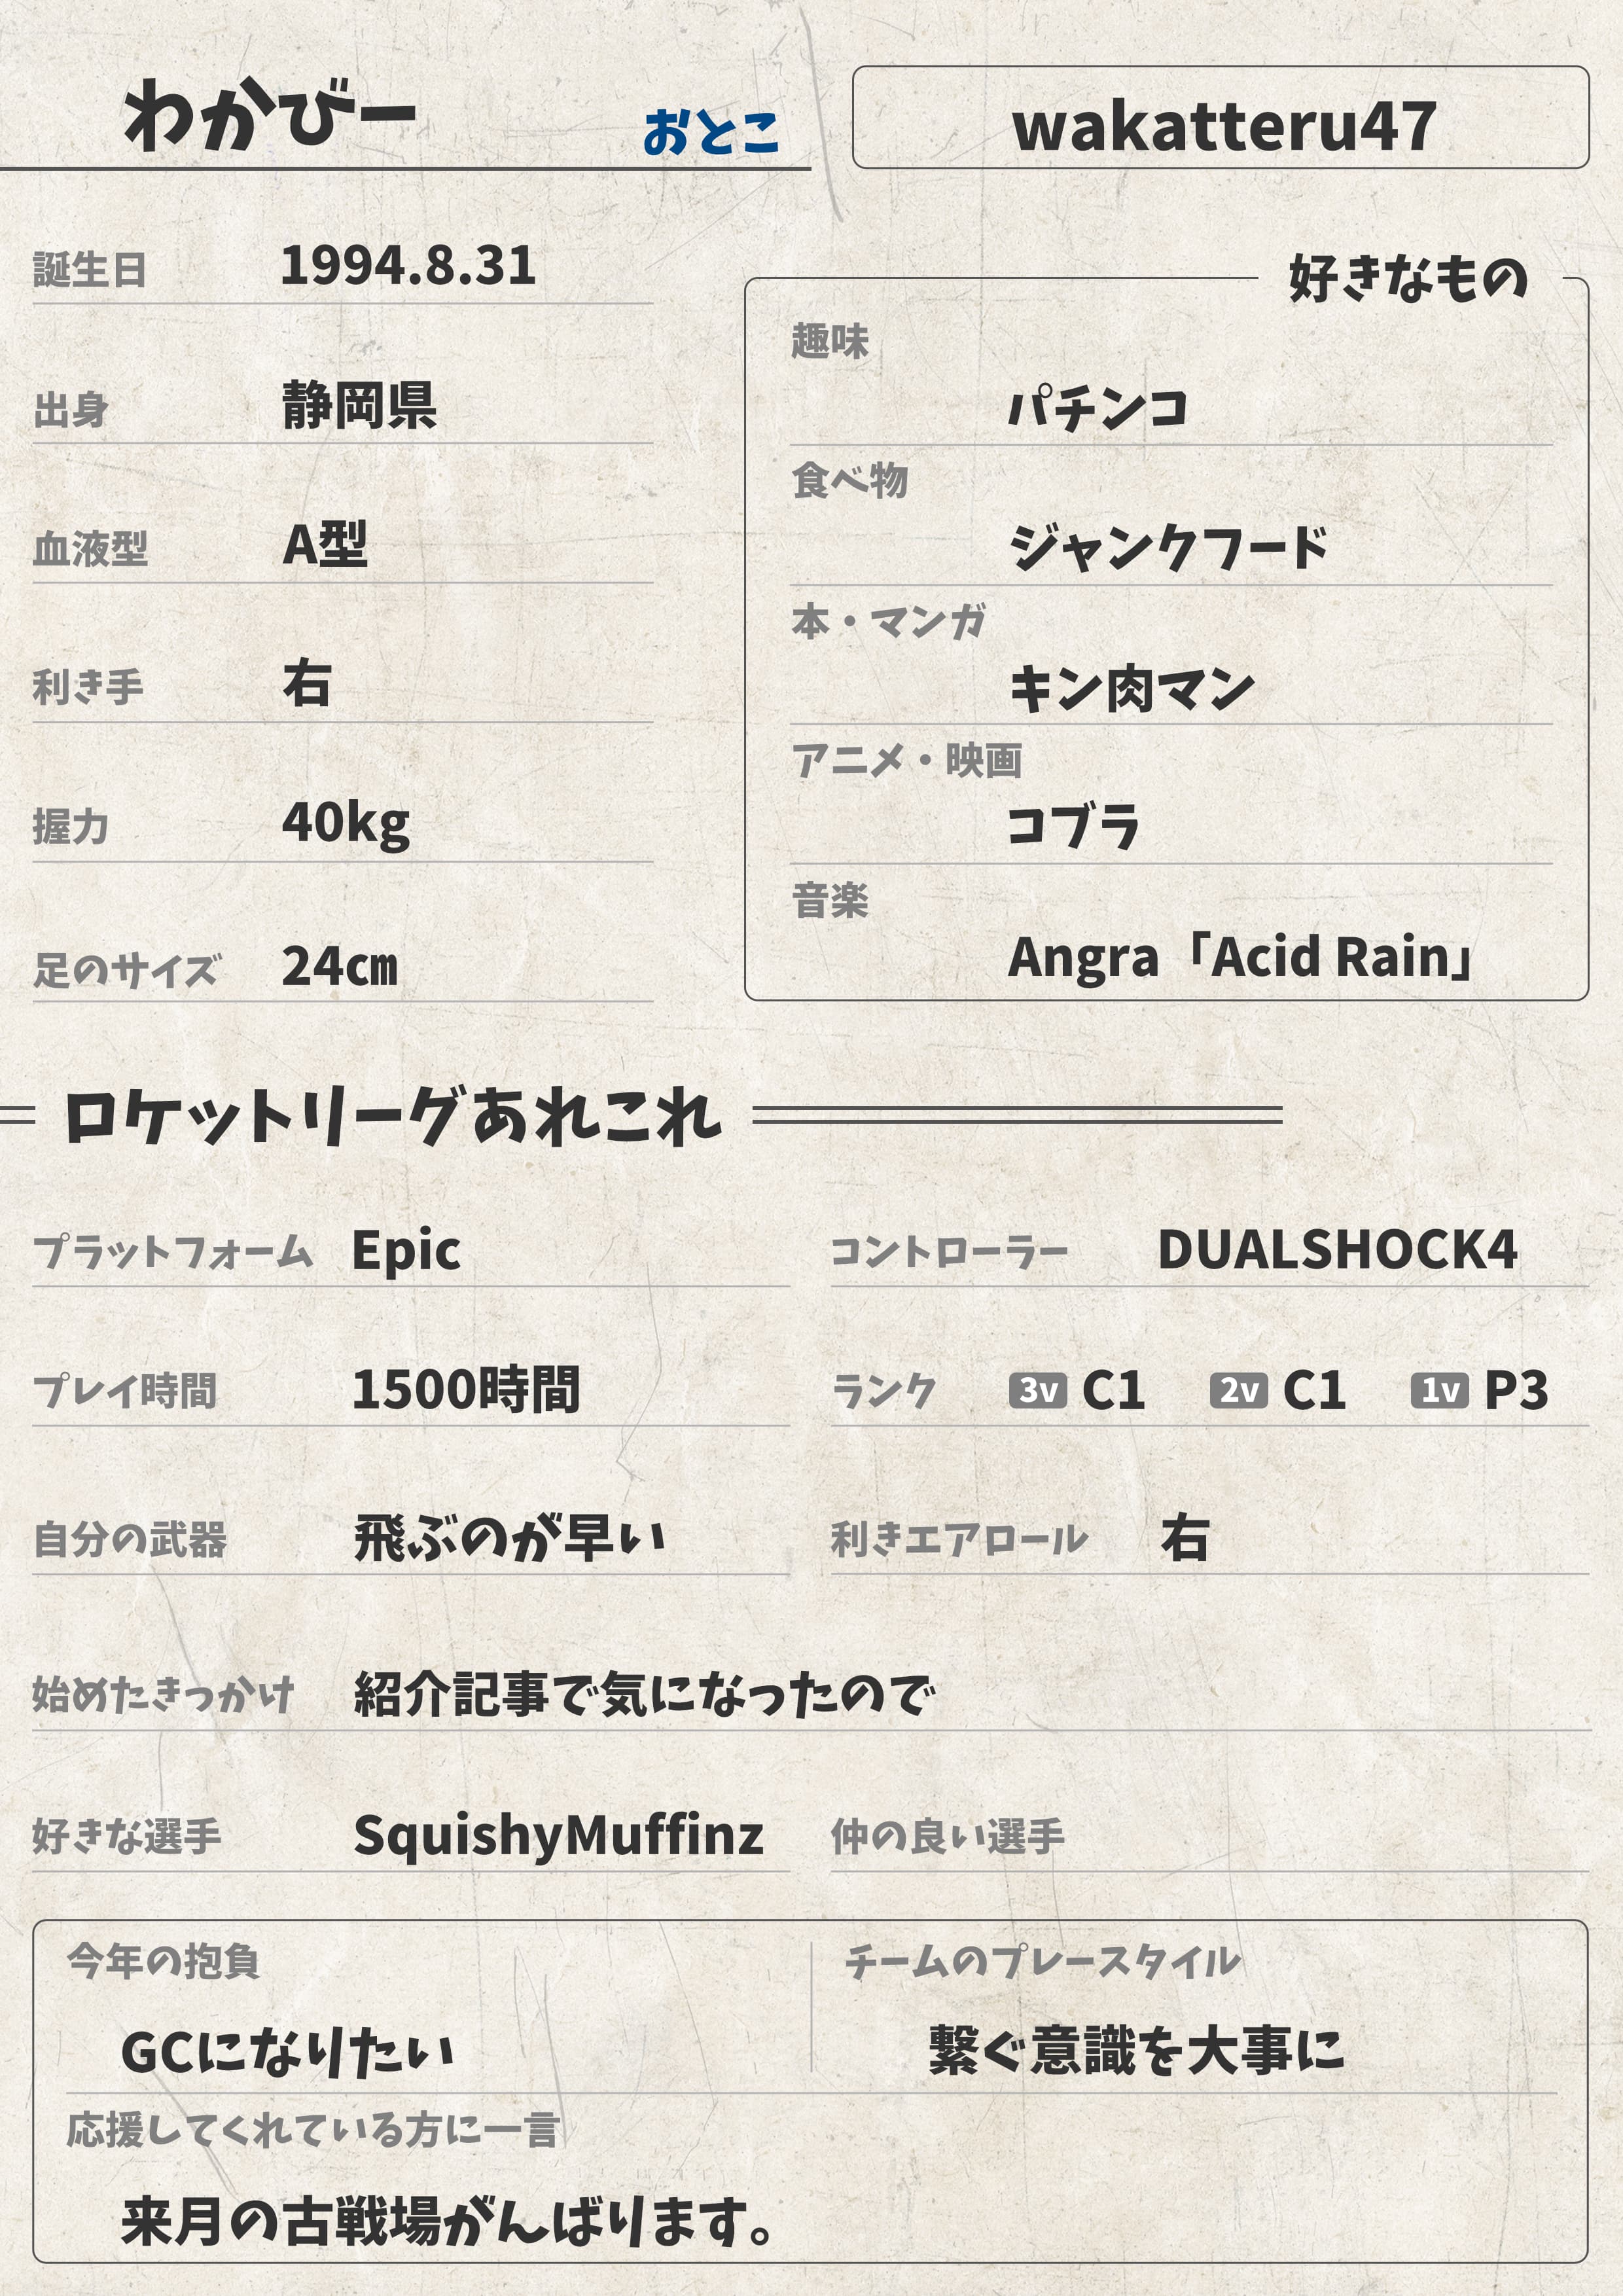 わかびー おとこ
wakatteru47
誕生日 1994.8.31
出身 静岡県
血液型 A型
利き手 右
握力 40kg
足のサイズ 24㎝
好きなもの
趣味
パチンコ
食べ物
ジャンクフード
本・マンガ
キン肉マン
アニメ・映画
コブラ
音楽
Angra「Acid Rain」
ロケットリーグあれこれ
プラットフォーム Epic
コントローラー DUALSHOCK4
プレイ時間 1500時間
ランク 3v C1 2v C1 1v P3
自分の武器 飛ぶのが早い
利きエアロール 右
始めたきっかけ 紹介記事で気になったので
好きな選手 SquishyMuffinz
仲の良い選手
今年の抱負
GCになりたい
チームのプレースタイル
繋ぐ意識を大事に
応援してくれている方に一言
来月の古戦場がんばります。